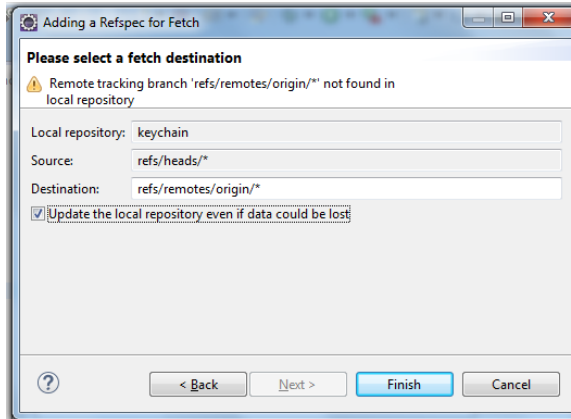 Adding a Refspec for Fetch
Please select a fetch destination
Remote tracking branch 'refs/remotes/origin/*' not found in
local repository
Local repository: keychain
Source: refs/heads/*
Destination: refs/remotes/origin/*
Update the local repository even if data could be lost
? < Back Next > Finish Cancel